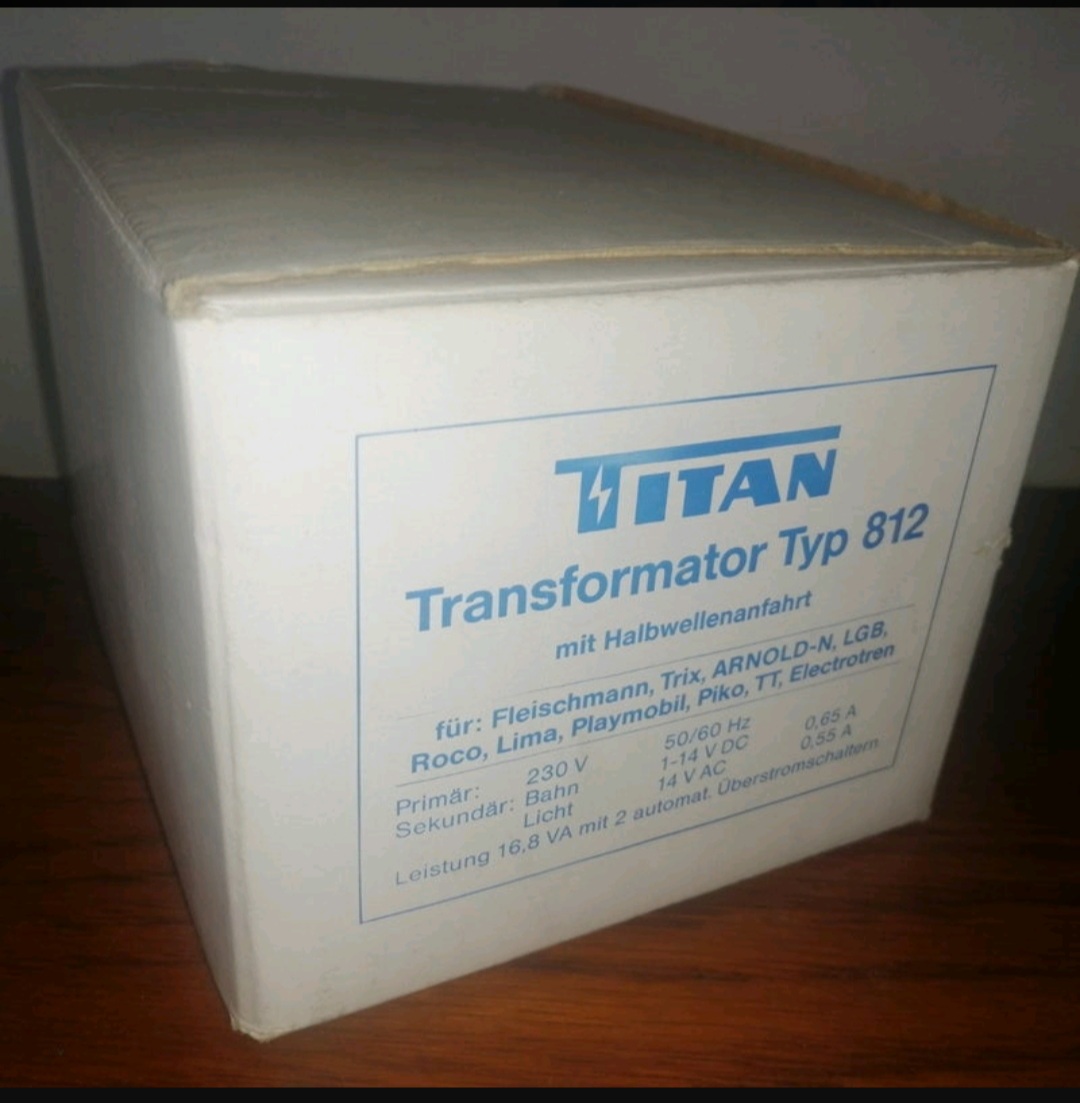 TITAN
Transformator Typ 812
mit Halbwellenanfahrt
für: Fleischmann, Trix, ARNOLD-N, LGB,
Roco, Lima, Playmobil, Piko, TT, Electrotren
Primär: 230 V 50/60 Hz
Sekundär: Bahn 1-14 V DC 0,65 A
Licht 14 V AC 0,55 A
Leistung 16,8 VA mit 2 automat. Überstromschaltern